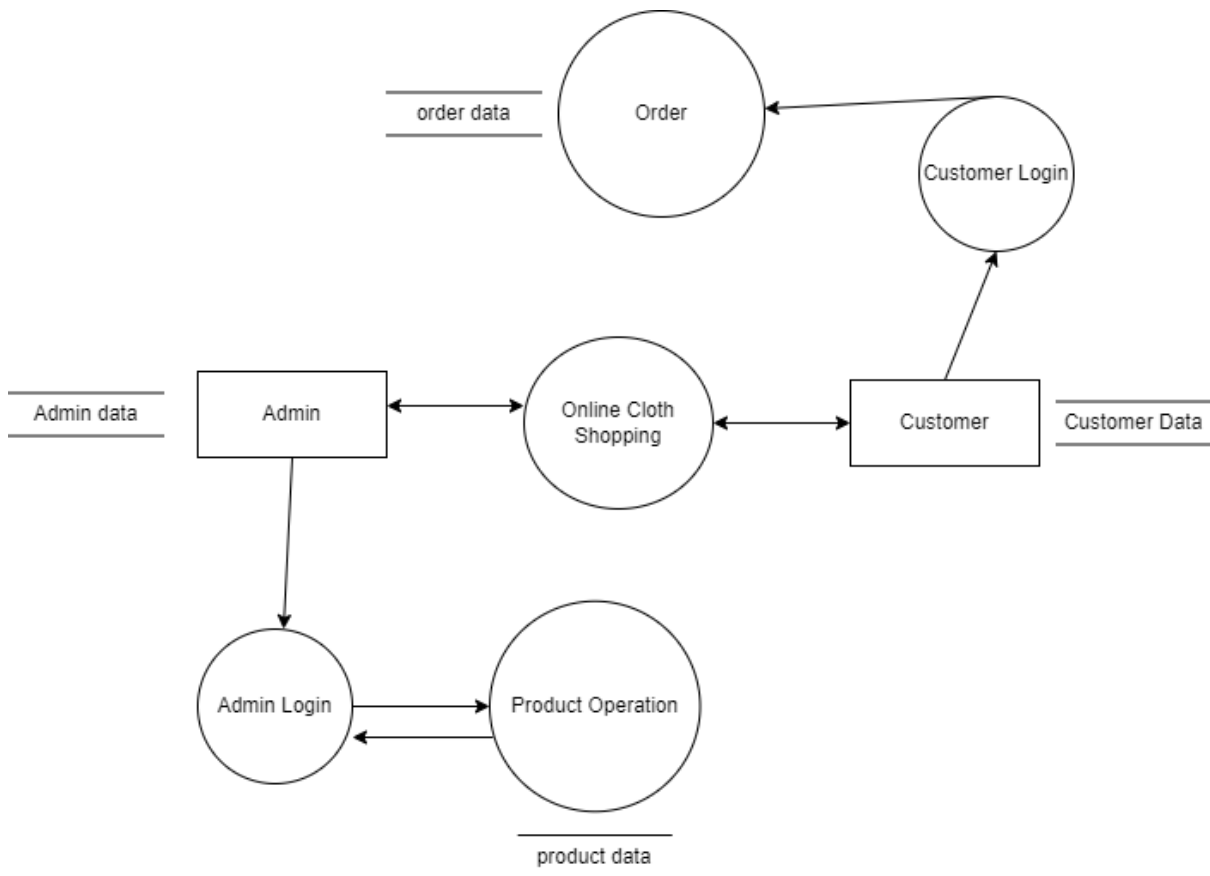 order data
Order
Customer Login
Admin data
Admin
Online Cloth
Shopping
Customer
Customer Data
Admin Login
Product Operation
product data